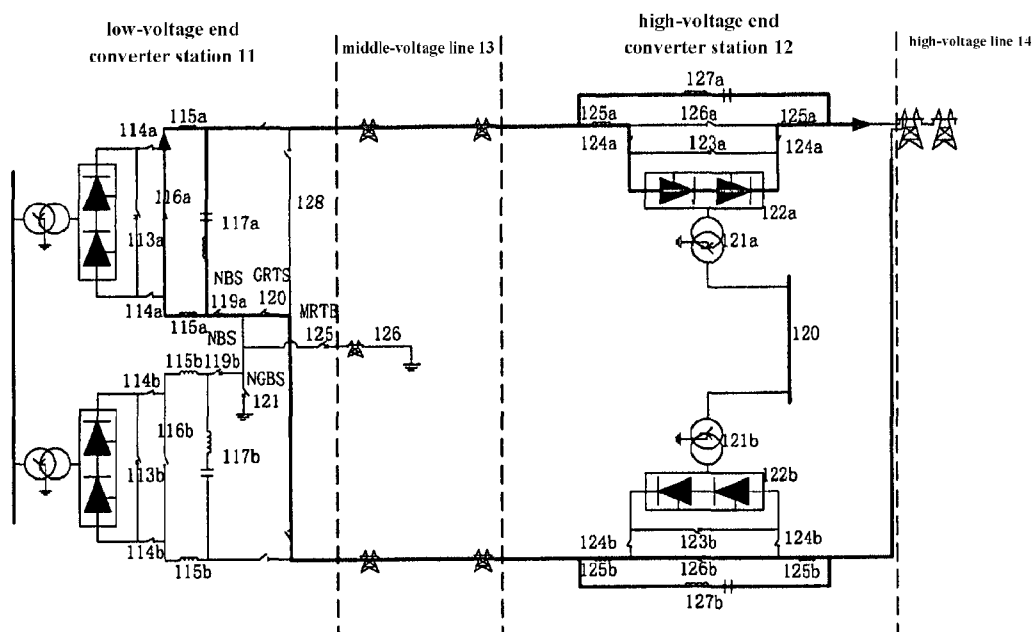 low-voltage end
converter station 11
middle-voltage line 13
high-voltage end
converter station 12
high-voltage line 14
127a
115a
125a
126a
125a
114a
124a
123a
124a
116a
117a
128
122a
113a
121a
NBS
GRTS
114a
119a
120
115a
MRTB
125
126
120
NBS
115b
119b
114b
NGBS
121
116b
121b
117b
122b
113b
114b
124b
123b
124b
115b
125b
126b
125b
127b